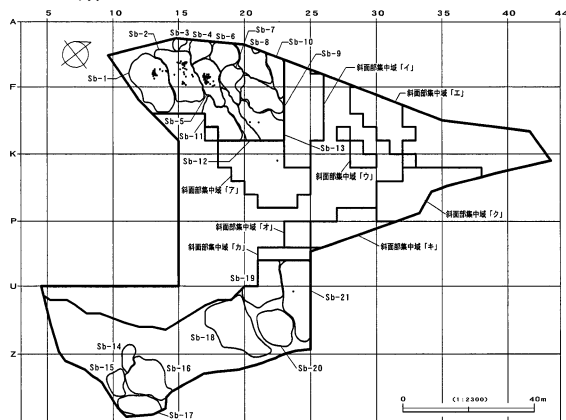 5 10 15 20 25 30 35 40 44
A
F
K
P
U
Z
Sb-1
Sb-2
Sb-3
Sb-4
Sb-6
Sb-7
Sb-8
Sb-10
Sb-9
斜面部集中域「イ」
斜面部集中域「エ」
Sb-5
Sb-11
Sb-12
Sb-13
斜面部集中域「ア」
斜面部集中域「ウ」
斜面部集中域「ク」
斜面部集中域「オ」
斜面部集中域「カ」
斜面部集中域「キ」
Sb-19
Sb-21
Sb-18
Sb-20
Sb-14
Sb-15
Sb-16
Sb-17
0 (1:2300) 40m